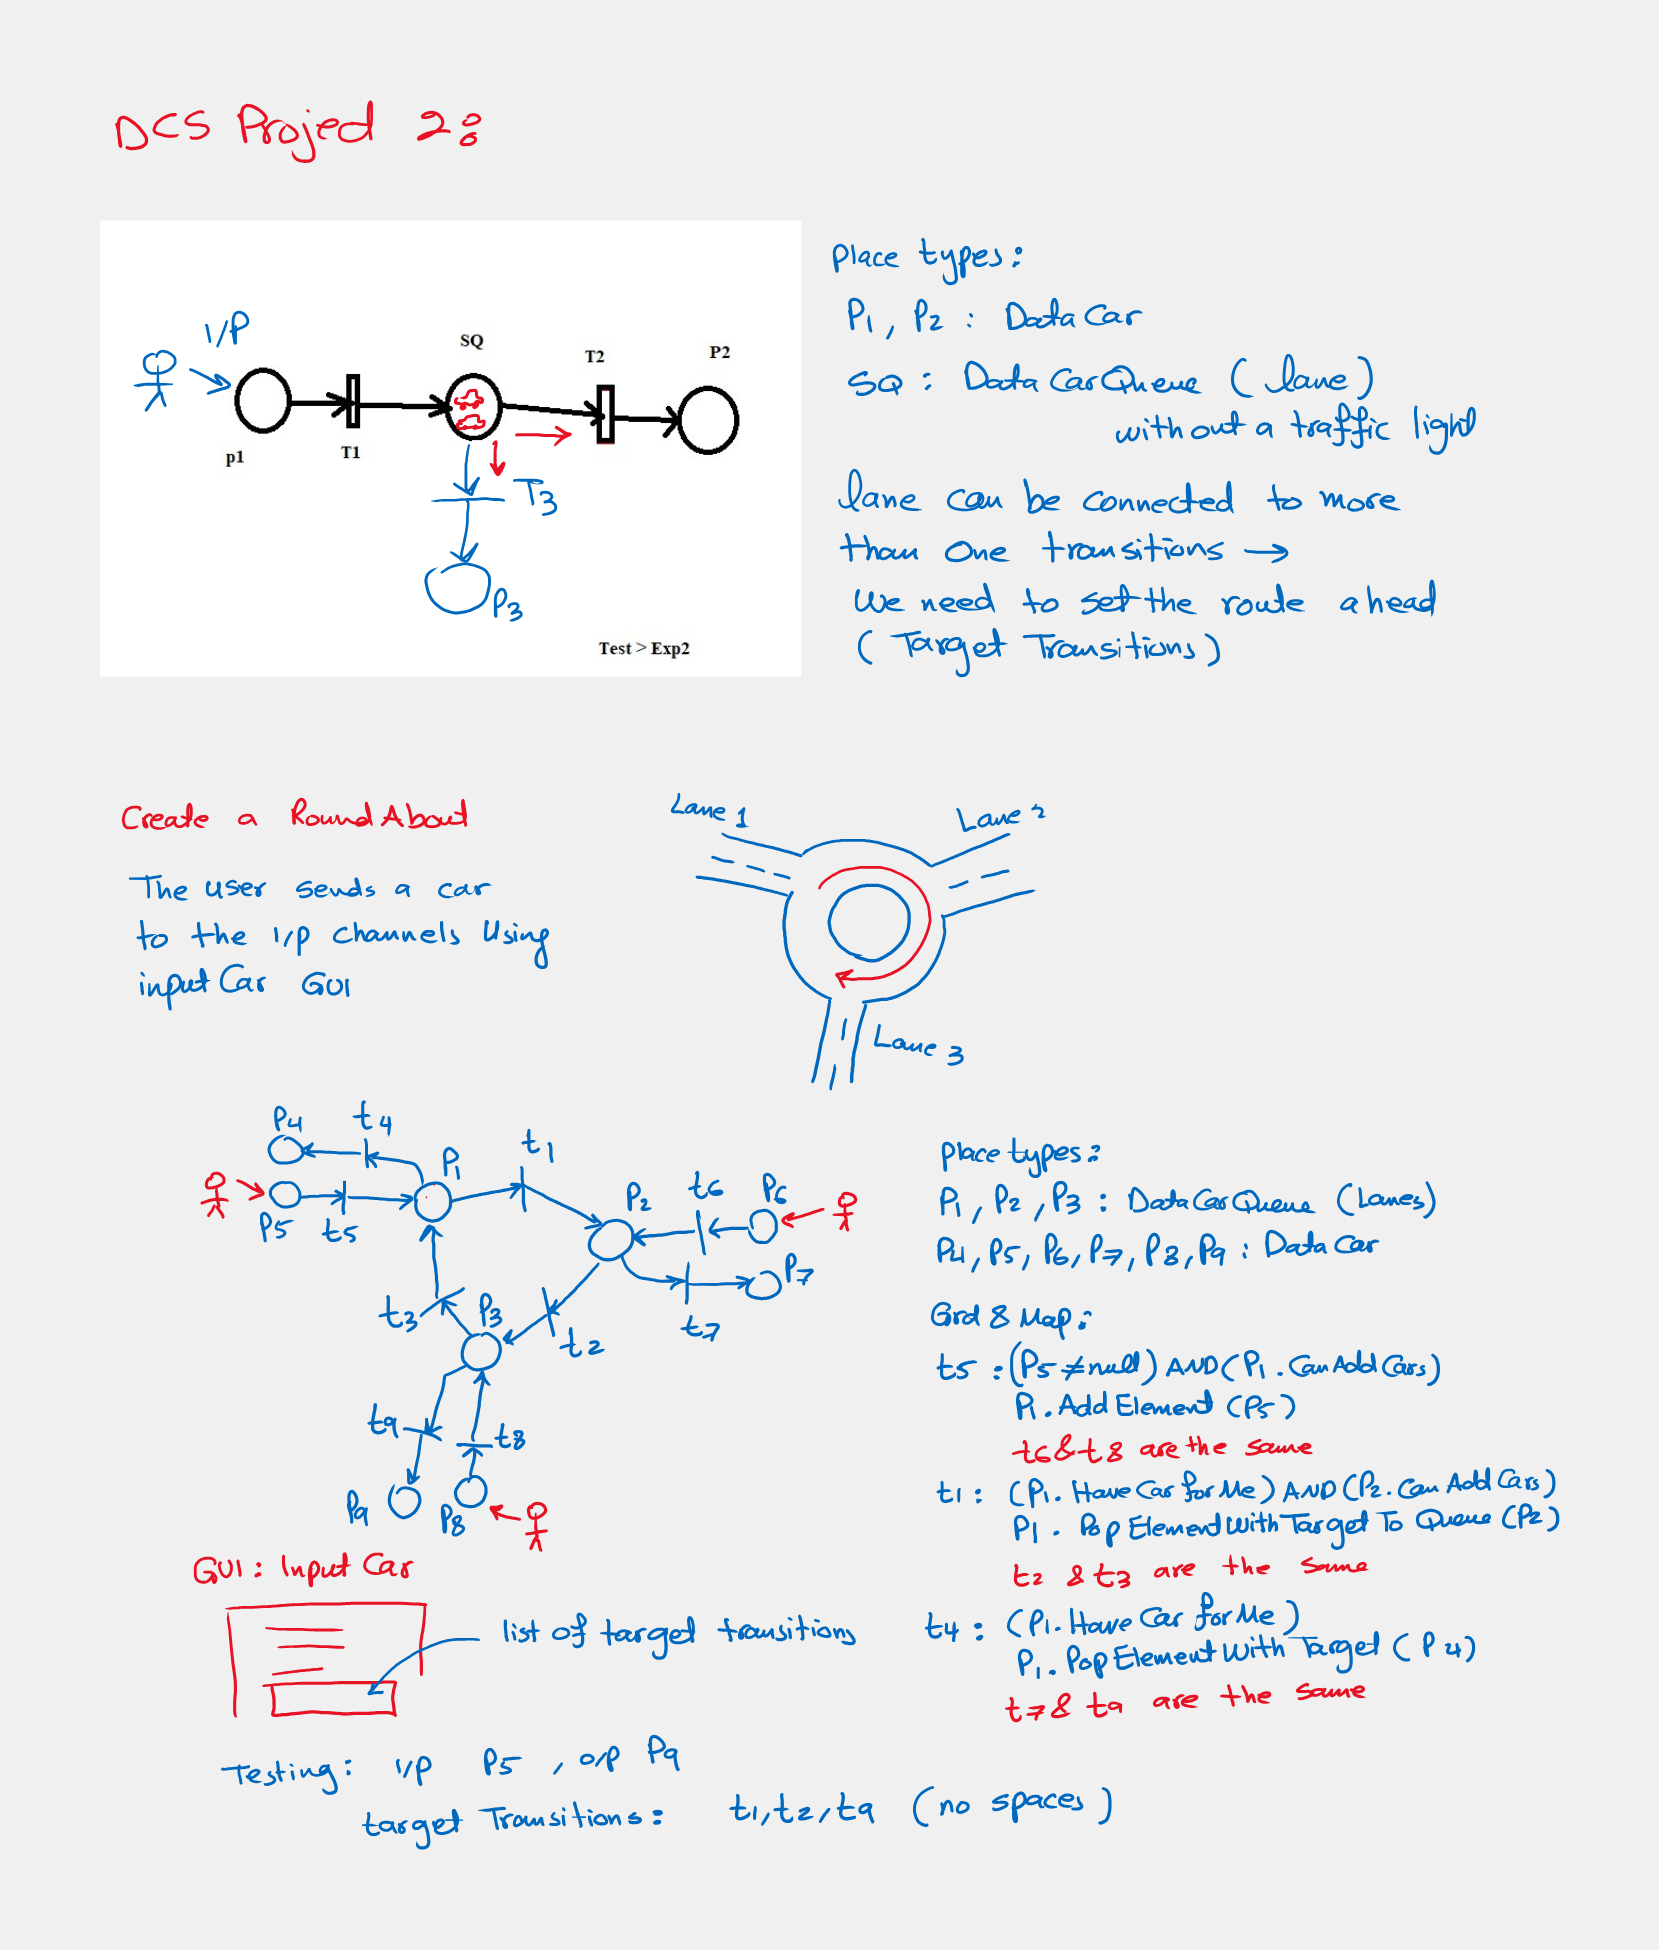 DCS Projed 2:
I/P
SQ
T2
P2
p1
T1
T3
P3
Test > Exp2
Place types:
P1, P2 : DataCar
SQ : DataCarQueue (lane)
without a traffic light
lane can be connected to more
than one transitions →
We need to set the route ahead
(Target Transitions)
Create a RoundAbout
The user sends a car
to the I/p channels Using
inputCar GUI
Lane 1
Lane 2
Lane 3
P4
t4
P1
t1
P5
t5
P2
t6
P6
P7
t7
t3
P3
t2
t9
t8
P9
P8
Place types:
P1, P2, P3 : DataCarQueue (Lanes)
P4, P5, P6, P7, P8, P9 : DataCar
Grd & Map:
t5 : (P5 ≠ null) AND (P1.CanAddCars)
P1.AddElement (P5)
t6 & t8 are the same
t1 : (P1.HaveCarforMe) AND (P2.CanAddCars)
P1.PopElementWithTargetToQueue (P2)
t2 & t3 are the same
t4 : (P1.HaveCarforMe)
P1.PopElementWithTarget (P4)
t7 & t9 are the same
GUI: Input Car
list of target transitions
Testing: I/p P5, o/p P9
target Transitions: t1,t2,t9 (no spaces)